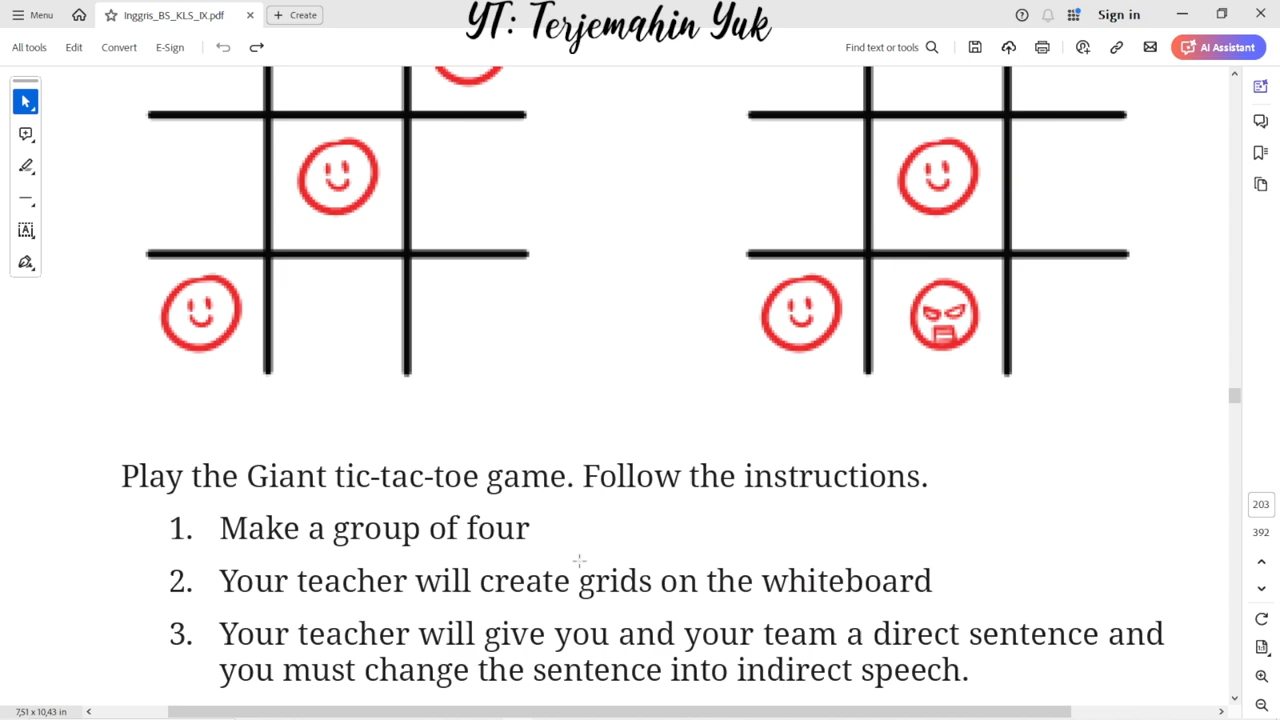 Menu
Inggris_BS_KLS_IX.pdf
Create
YT: Terjemahin Yuk
Sign in
All tools
Edit
Convert
E-Sign
Find text or tools
AI Assistant
Play the Giant tic-tac-toe game. Follow the instructions.
1. Make a group of four
2. Your teacher will create grids on the whiteboard
3. Your teacher will give you and your team a direct sentence and
you must change the sentence into indirect speech.
203
392
7,51 x 10,43 in